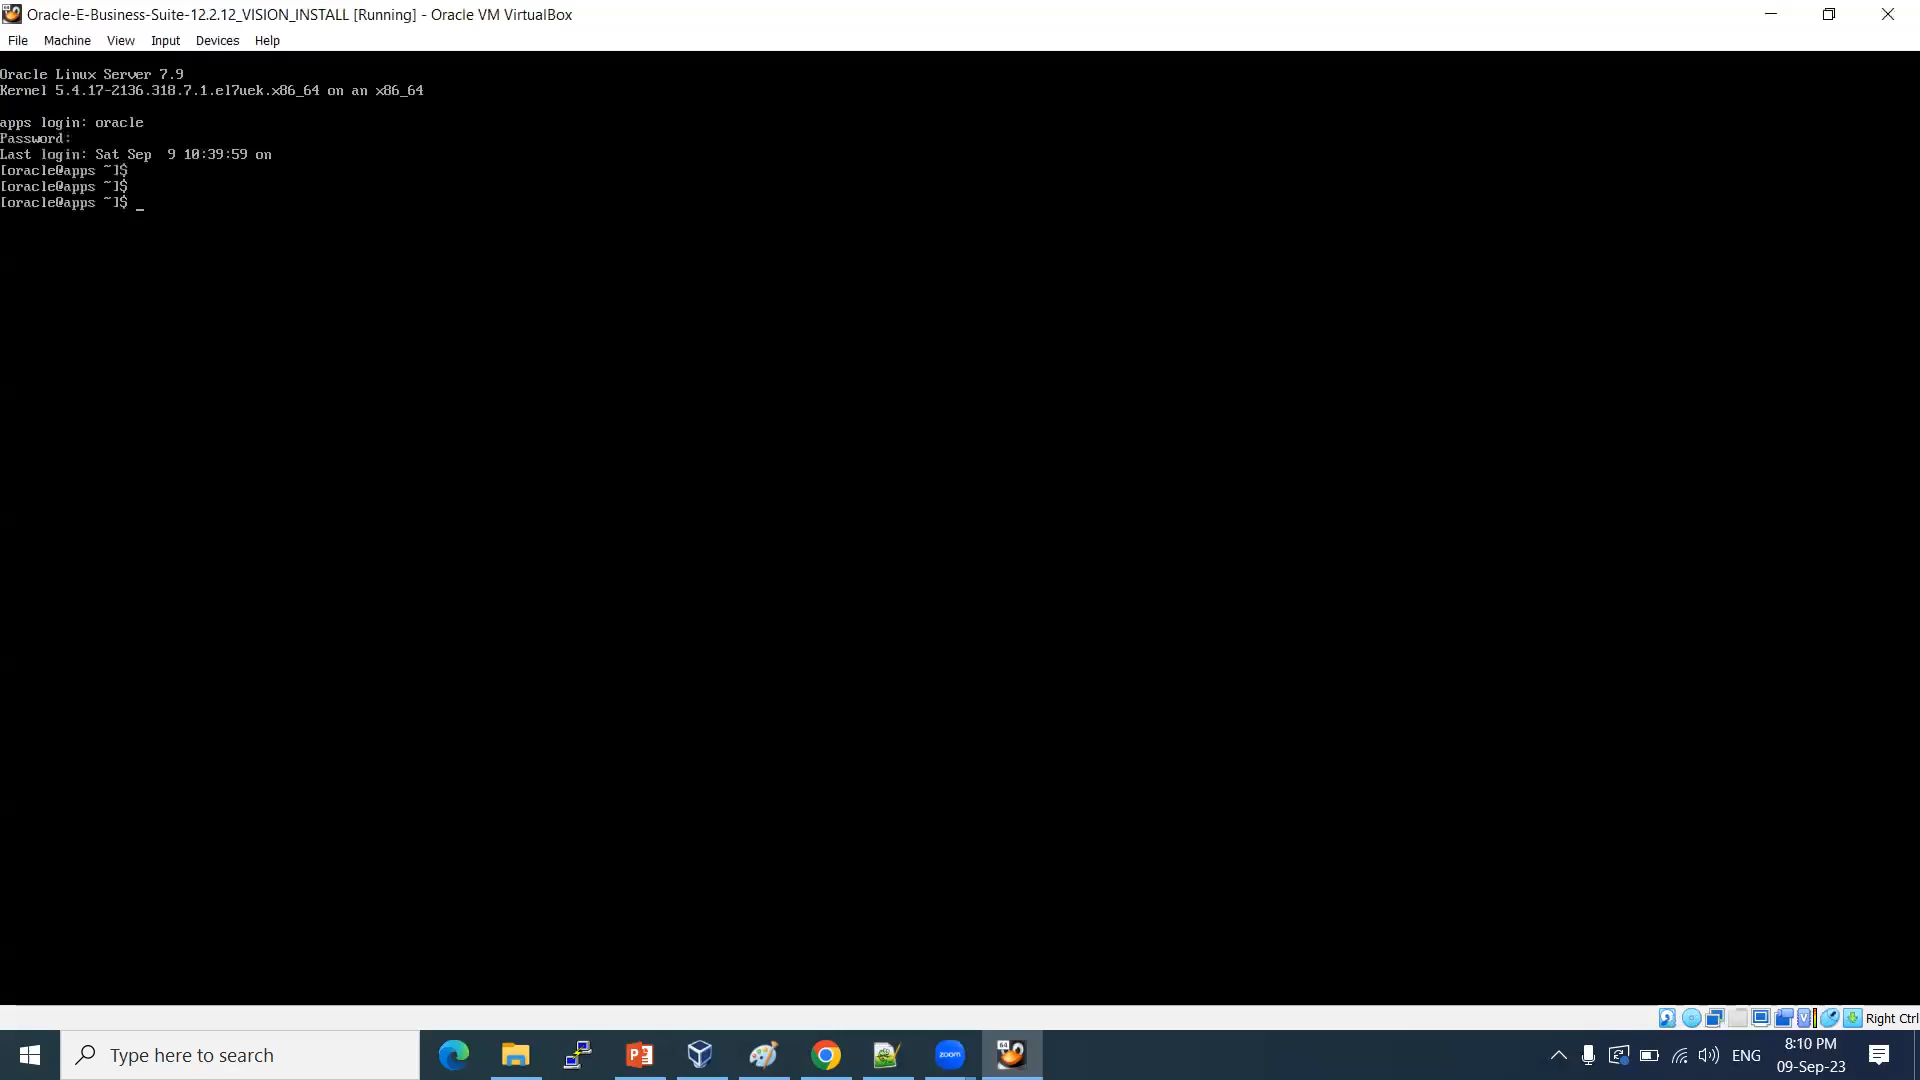 Oracle-E-Business-Suite-12.2.12_VISION_INSTALL [Running] - Oracle VM VirtualBox
File Machine View Input Devices Help
Oracle Linux Server 7.9
Kernel 5.4.17-2136.318.7.1.el7uek.x86_64 on an x86_64
apps login: oracle
Password:
Last login: Sat Sep  9 10:39:59 on
[oracle@apps ~]$
[oracle@apps ~]$
[oracle@apps ~]$ _
Right Ctrl
Type here to search
zoom
ENG
8:10 PM
09-Sep-23